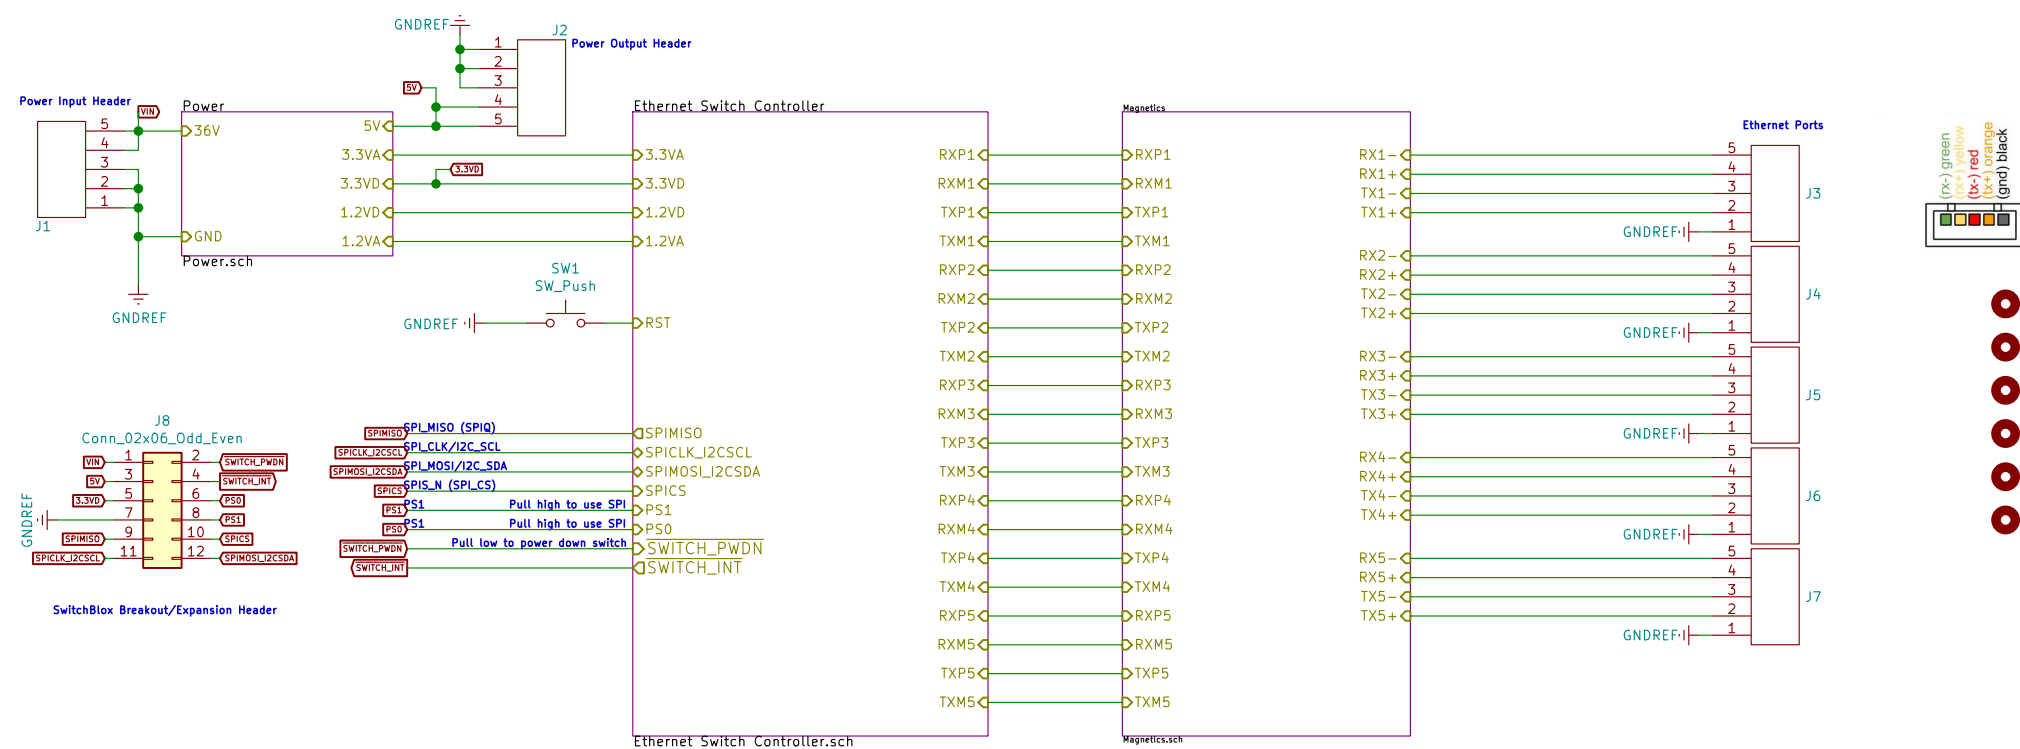 GNDREF
J2
Power Output Header
1
2
3
4
5
5V
Power Input Header
VIN
5
4
3
2
1
J1
GNDREF
Power
36V
GND
5V
3.3VA
3.3VD
1.2VD
1.2VA
Power.sch
3.3VD
SW1
SW_Push
GNDREF
Ethernet Switch Controller
3.3VA
3.3VD
1.2VD
1.2VA
RST
SPIMISO
SPICLK_I2CSCL
SPIMOSI_I2CSDA
SPICS
PS1
PS0
SWITCH_PWDN
SWITCH_INT
RXP1
RXM1
TXP1
TXM1
RXP2
RXM2
TXP2
TXM2
RXP3
RXM3
TXP3
TXM3
RXP4
RXM4
TXP4
TXM4
RXP5
RXM5
TXP5
TXM5
Ethernet Switch Controller.sch
SPIMISO
SPI_MISO (SPIQ)
SPICLK_I2CSCL
SPI_CLK/I2C_SCL
SPIMOSI_I2CSDA
SPI_MOSI/I2C_SDA
SPICS
SPIS_N (SPI_CS)
PS1
PS1 Pull high to use SPI
PS0
PS1 Pull high to use SPI
SWITCH_PWDN
Pull low to power down switch
SWITCH_INT
J8
Conn_02x06_Odd_Even
VIN 1 2 SWITCH_PWDN
5V 3 4 SWITCH_INT
3.3VD 5 6 PS0
GNDREF 7 8 PS1
SPIMISO 9 10 SPICS
SPICLK_I2CSCL 11 12 SPIMOSI_I2CSDA
SwitchBlox Breakout/Expansion Header
Magnetics
RXP1
RXM1
TXP1
TXM1
RXP2
RXM2
TXP2
TXM2
RXP3
RXM3
TXP3
TXM3
RXP4
RXM4
TXP4
TXM4
RXP5
RXM5
TXP5
TXM5
RX1-
RX1+
TX1-
TX1+
RX2-
RX2+
TX2-
TX2+
RX3-
RX3+
TX3-
TX3+
RX4-
RX4+
TX4-
TX4+
RX5-
RX5+
TX5-
TX5+
Magnetics.sch
Ethernet Ports
5
4
3
2
1
J3
GNDREF
5
4
3
2
1
J4
GNDREF
5
4
3
2
1
J5
GNDREF
5
4
3
2
1
J6
GNDREF
5
4
3
2
1
J7
GNDREF
(rx-) green
(rx+) yellow
(tx-) red
(tx+) orange
(gnd) black